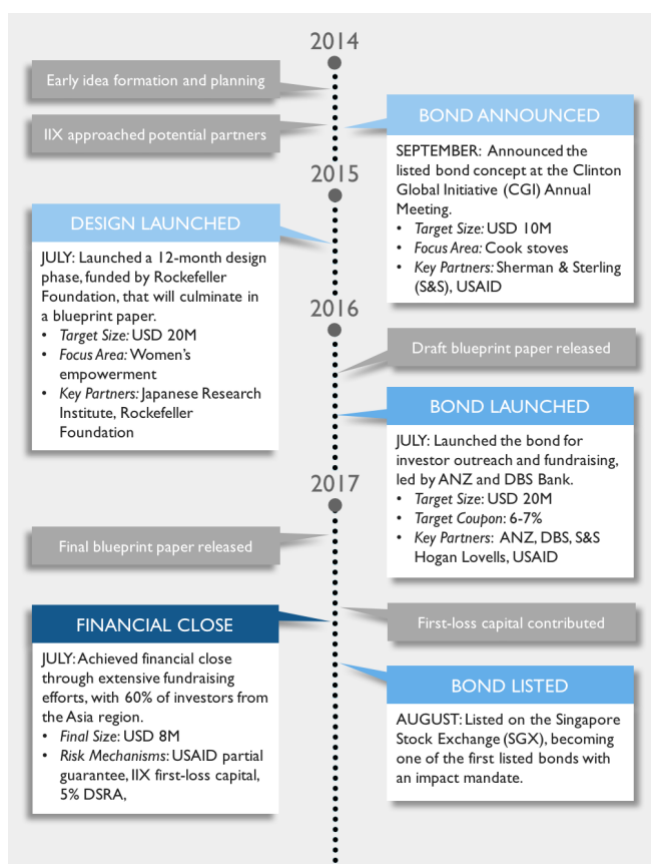 2014
Early idea formation and planning
IIX approached potential partners
BOND ANNOUNCED
SEPTEMBER: Announced the
listed bond concept at the Clinton
Global Initiative (CGI) Annual
Meeting.
• Target Size: USD 10M
• Focus Area: Cook stoves
• Key Partners: Sherman & Sterling
(S&S), USAID
2015
DESIGN LAUNCHED
JULY: Launched a 12-month design
phase, funded by Rockefeller
Foundation, that will culminate in
a blueprint paper.
• Target Size: USD 20M
• Focus Area: Women's
empowerment
• Key Partners: Japanese Research
Institute, Rockefeller
Foundation
2016
Draft blueprint paper released
BOND LAUNCHED
JULY: Launched the bond for
investor outreach and fundraising,
led by ANZ and DBS Bank.
• Target Size: USD 20M
• Target Coupon: 6-7%
• Key Partners: ANZ, DBS, S&S
Hogan Lovells, USAID
2017
Final blueprint paper released
First-loss capital contributed
FINANCIAL CLOSE
JULY: Achieved financial close
through extensive fundraising
efforts, with 60% of investors from
the Asia region.
• Final Size: USD 8M
• Risk Mechanisms: USAID partial
guarantee, IIX first-loss capital,
5% DSRA,
BOND LISTED
AUGUST: Listed on the Singapore
Stock Exchange (SGX), becoming
one of the first listed bonds with
an impact mandate.